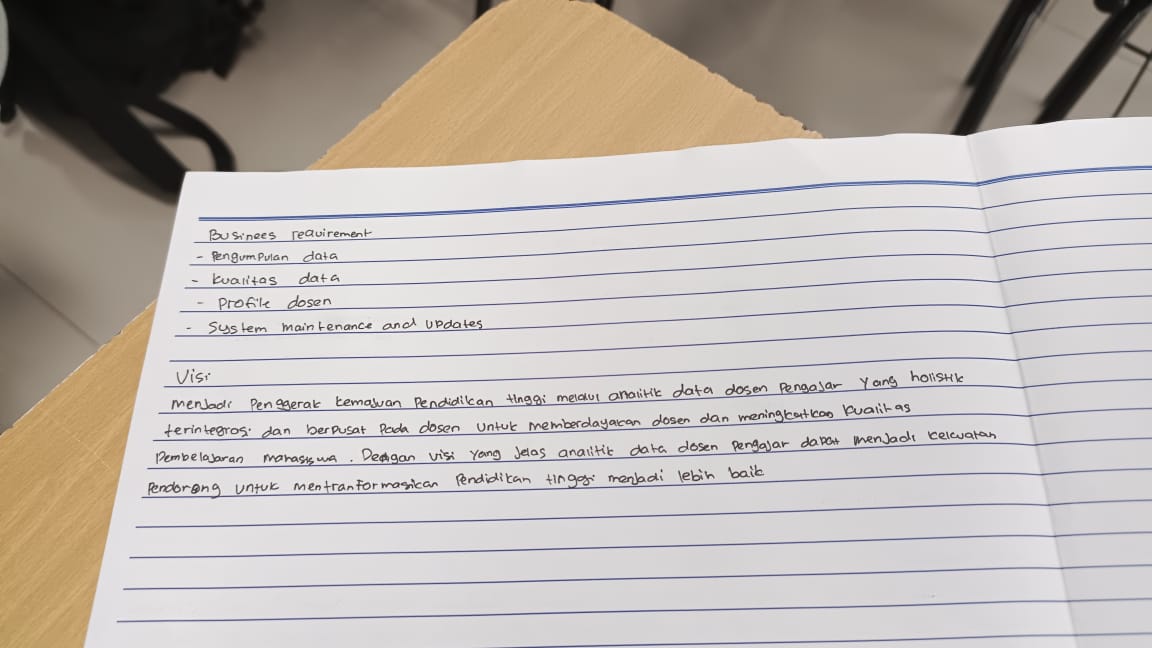 Businees requirement
- Pengumpulan data
- Kualitas data
- Profile dosen
- System maintenance and updates
Visi
menjadi Penggerak kemajuan Pendidikan tinggi melalui analitik data dosen Pengajar Yang holistik
terintegrasi dan berpusat Pada dosen untuk memberdayakan dosen dan meningkatkan kualitas
Pembelajaran mahasiswa. Dengan visi yang jelas analitik data dosen pengajar dapat menjadi kekuatan
Pendorong untuk mentranformasikan Pendidikan tinggi menjadi lebih baik